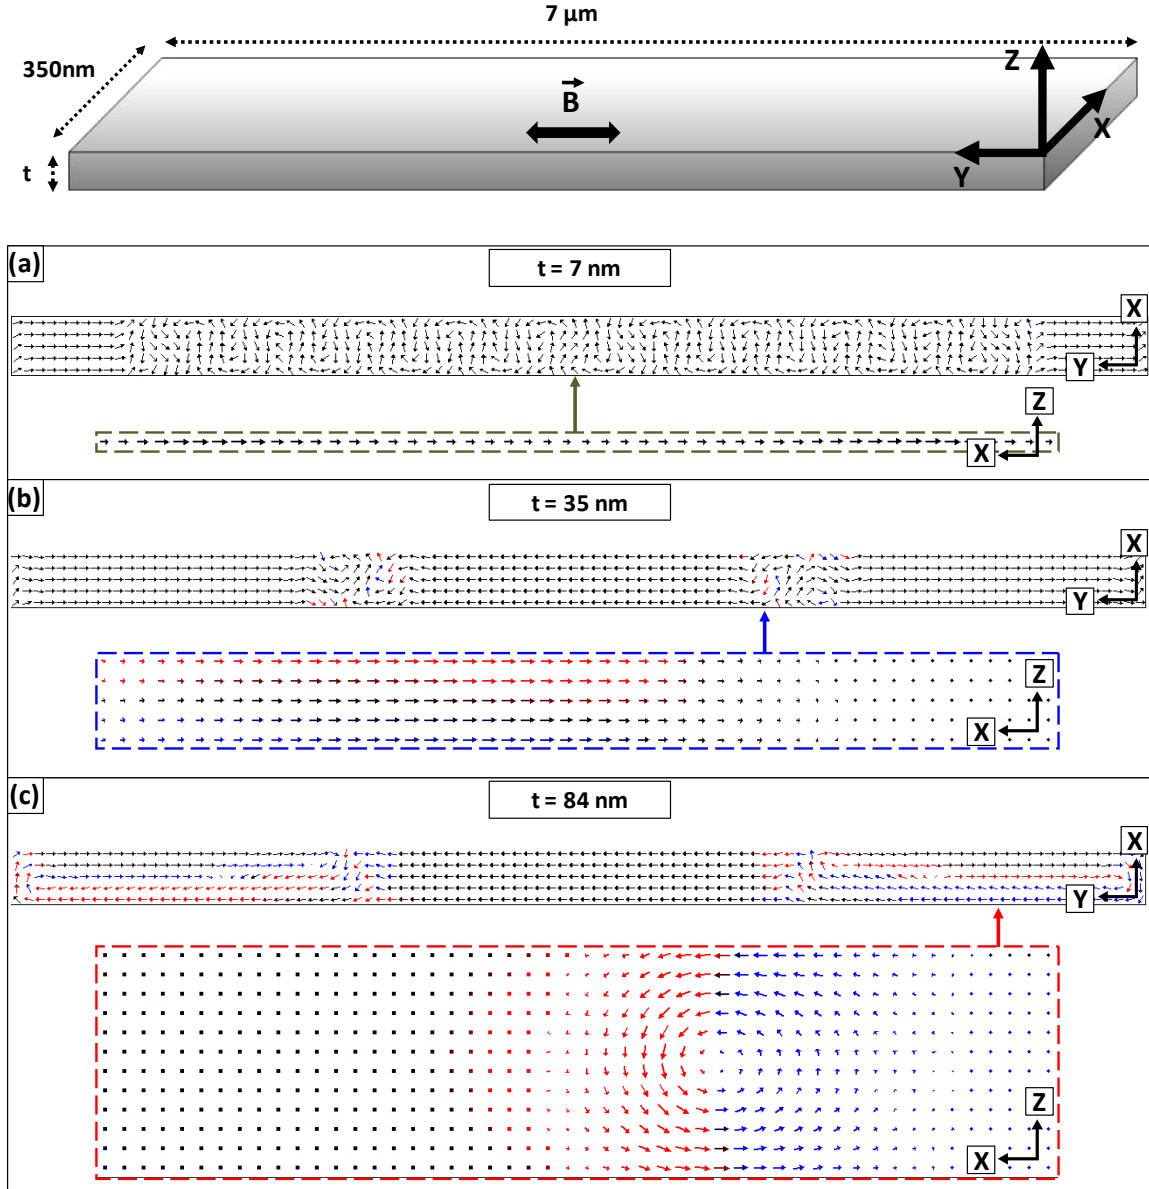 7 μm
350nm
Z
B
X
t
Y
(a)
t = 7 nm
X
Y
Z
X
(b)
t = 35 nm
X
Y
Z
X
(c)
t = 84 nm
X
Y
Z
X